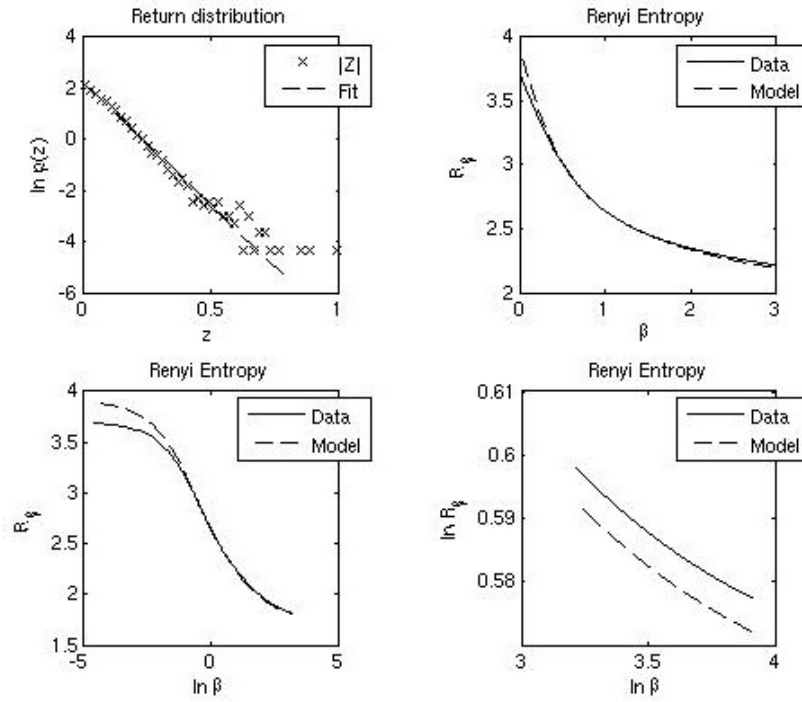 Return distribution
4
2
0
-2
-4
-6
ln p(z)
0
0.5
1
z
× |Z|
— — Fit
Renyi Entropy
4
3.5
3
2.5
2
R_β
0
1
2
3
β
Data
Model
Renyi Entropy
4
3.5
3
2.5
2
1.5
R_β
-5
0
5
ln β
Data
Model
Renyi Entropy
0.61
0.6
0.59
0.58
ln R_β
3
3.5
4
ln β
Data
Model